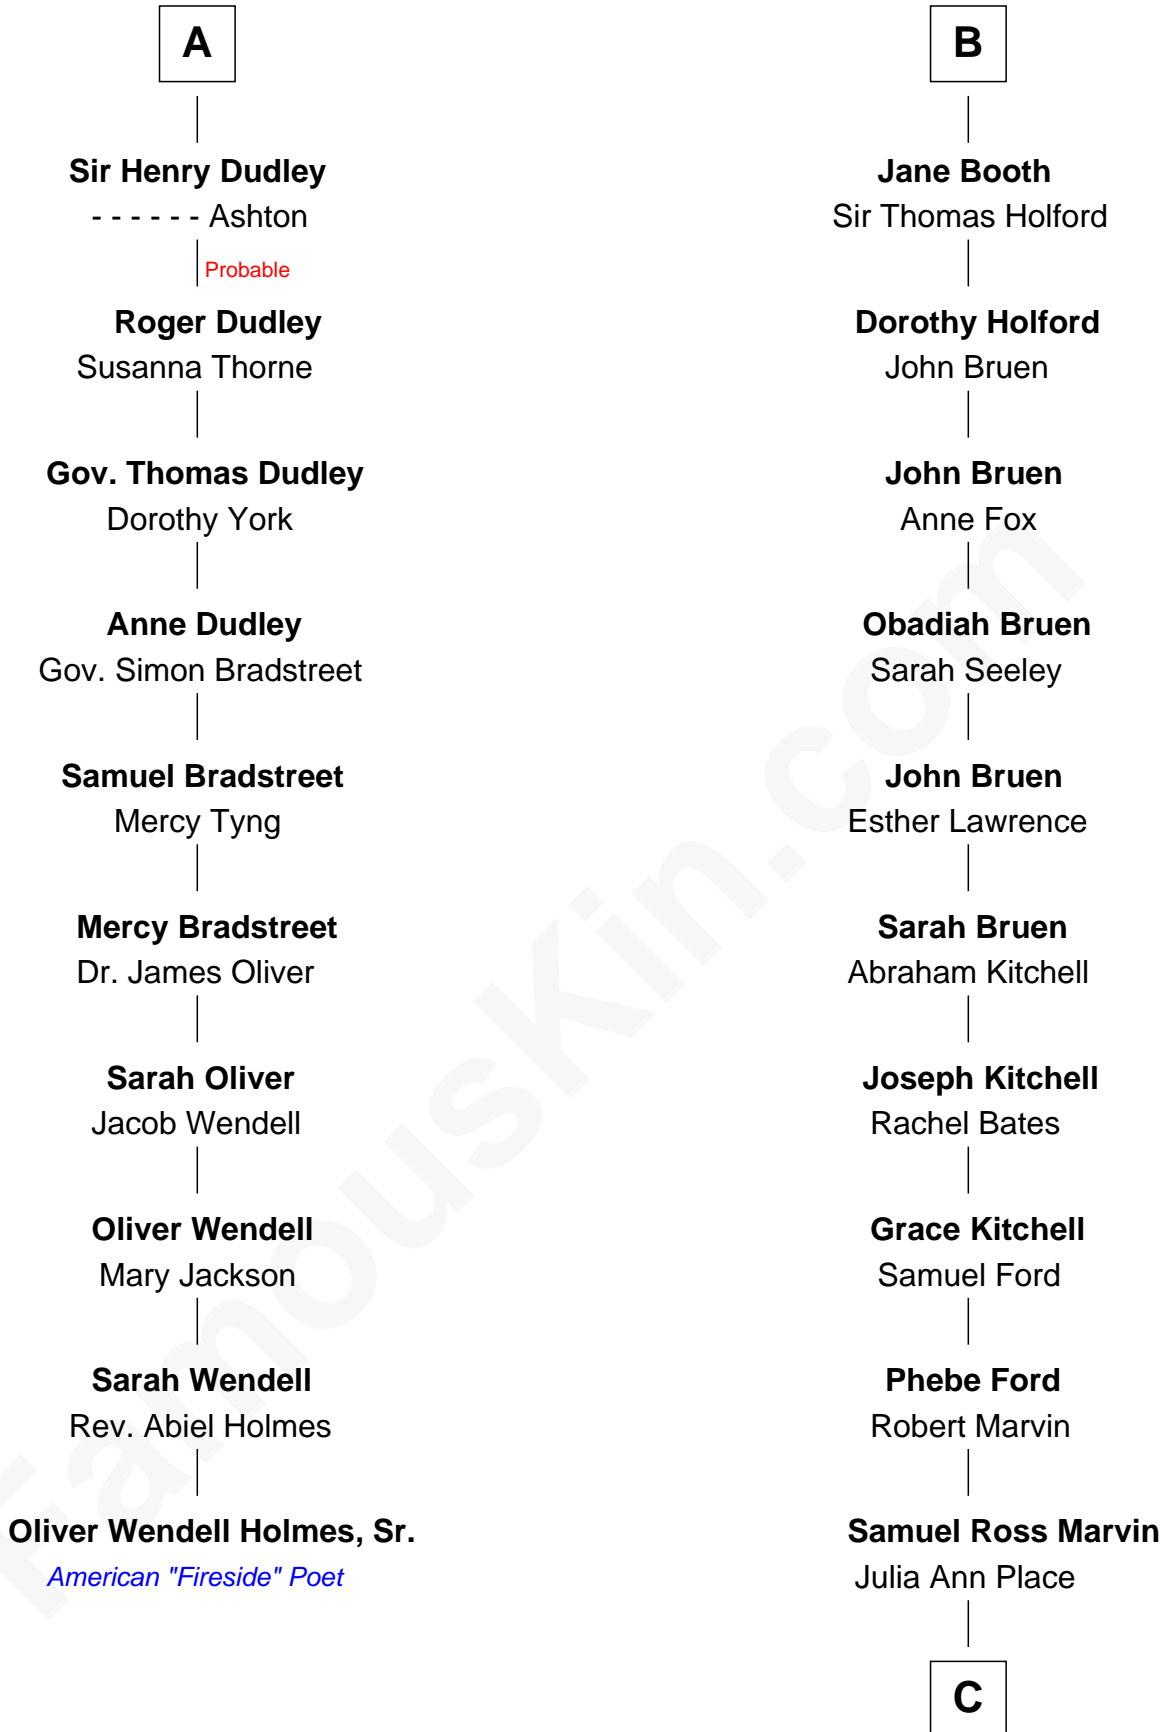 A
Sir Henry Dudley
- - - - - - Ashton
Probable
Roger Dudley
Susanna Thorne
Gov. Thomas Dudley
Dorothy York
Anne Dudley
Gov. Simon Bradstreet
Samuel Bradstreet
Mercy Tyng
Mercy Bradstreet
Dr. James Oliver
Sarah Oliver
Jacob Wendell
Oliver Wendell
Mary Jackson
Sarah Wendell
Rev. Abiel Holmes
Oliver Wendell Holmes, Sr.
American "Fireside" Poet
B
Jane Booth
Sir Thomas Holford
Dorothy Holford
John Bruen
John Bruen
Anne Fox
Obadiah Bruen
Sarah Seeley
John Bruen
Esther Lawrence
Sarah Bruen
Abraham Kitchell
Joseph Kitchell
Rachel Bates
Grace Kitchell
Samuel Ford
Phebe Ford
Robert Marvin
Samuel Ross Marvin
Julia Ann Place
C
FamousKin.com